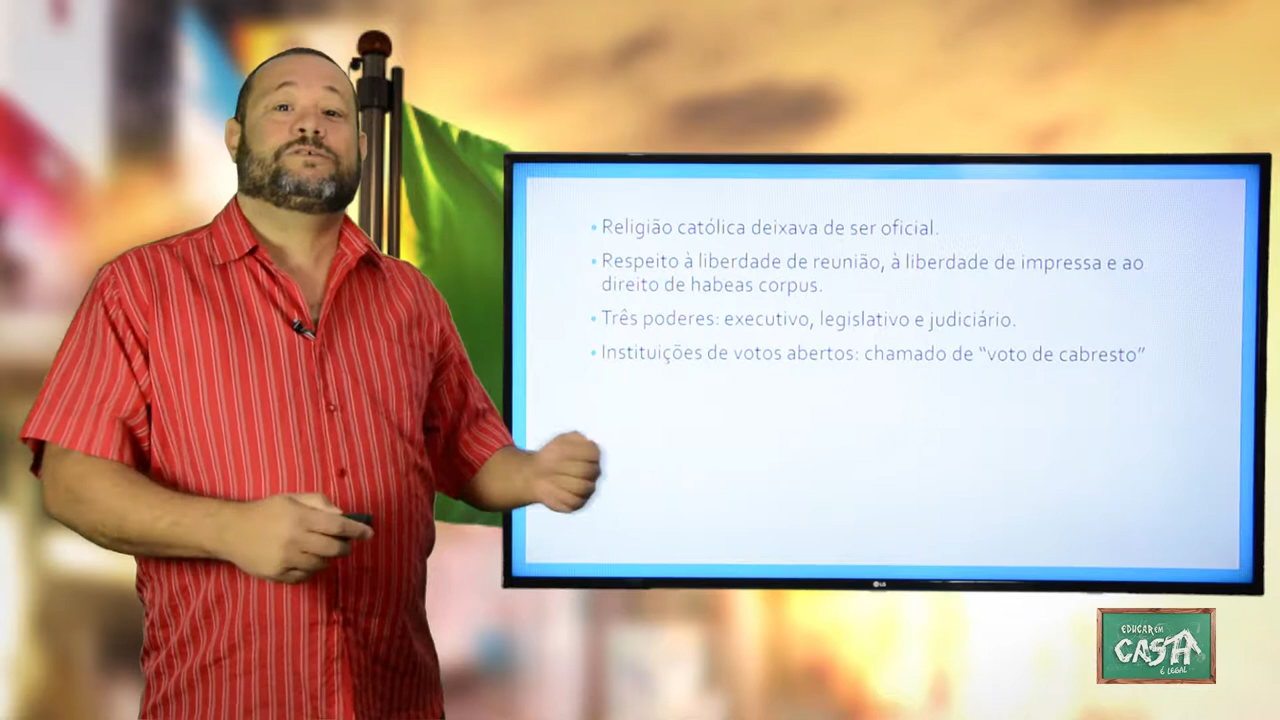 • Religião católica deixava de ser oficial.
• Respeito à liberdade de reunião, à liberdade de impressa e ao
direito de habeas corpus.
• Três poderes: executivo, legislativo e judiciário.
• Instituições de votos abertos: chamado de “voto de cabresto”
LG
EDUCAR EM
CASA
É LEGAL